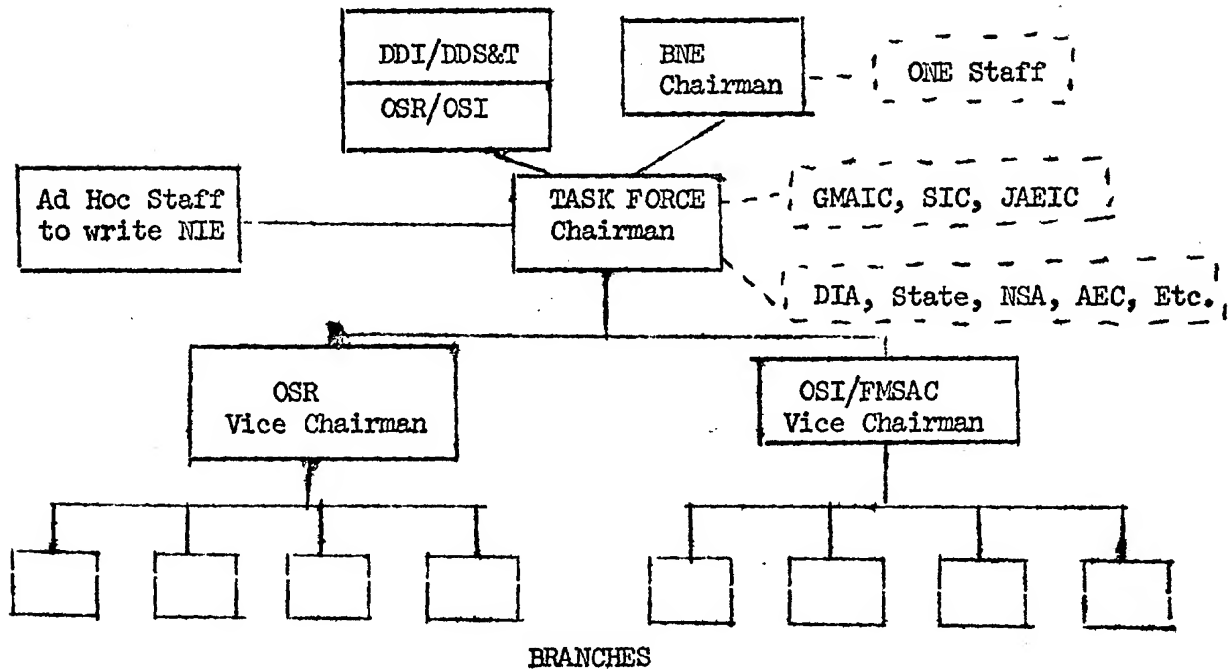 DDI/DDS&T
OSR/OSI
BNE
Chairman
ONE Staff
Ad Hoc Staff
to write NIE
TASK FORCE
Chairman
GMAIC, SIC, JAEIC
DIA, State, NSA, AEC, Etc.
OSR
Vice Chairman
OSI/FMSAC
Vice Chairman
BRANCHES